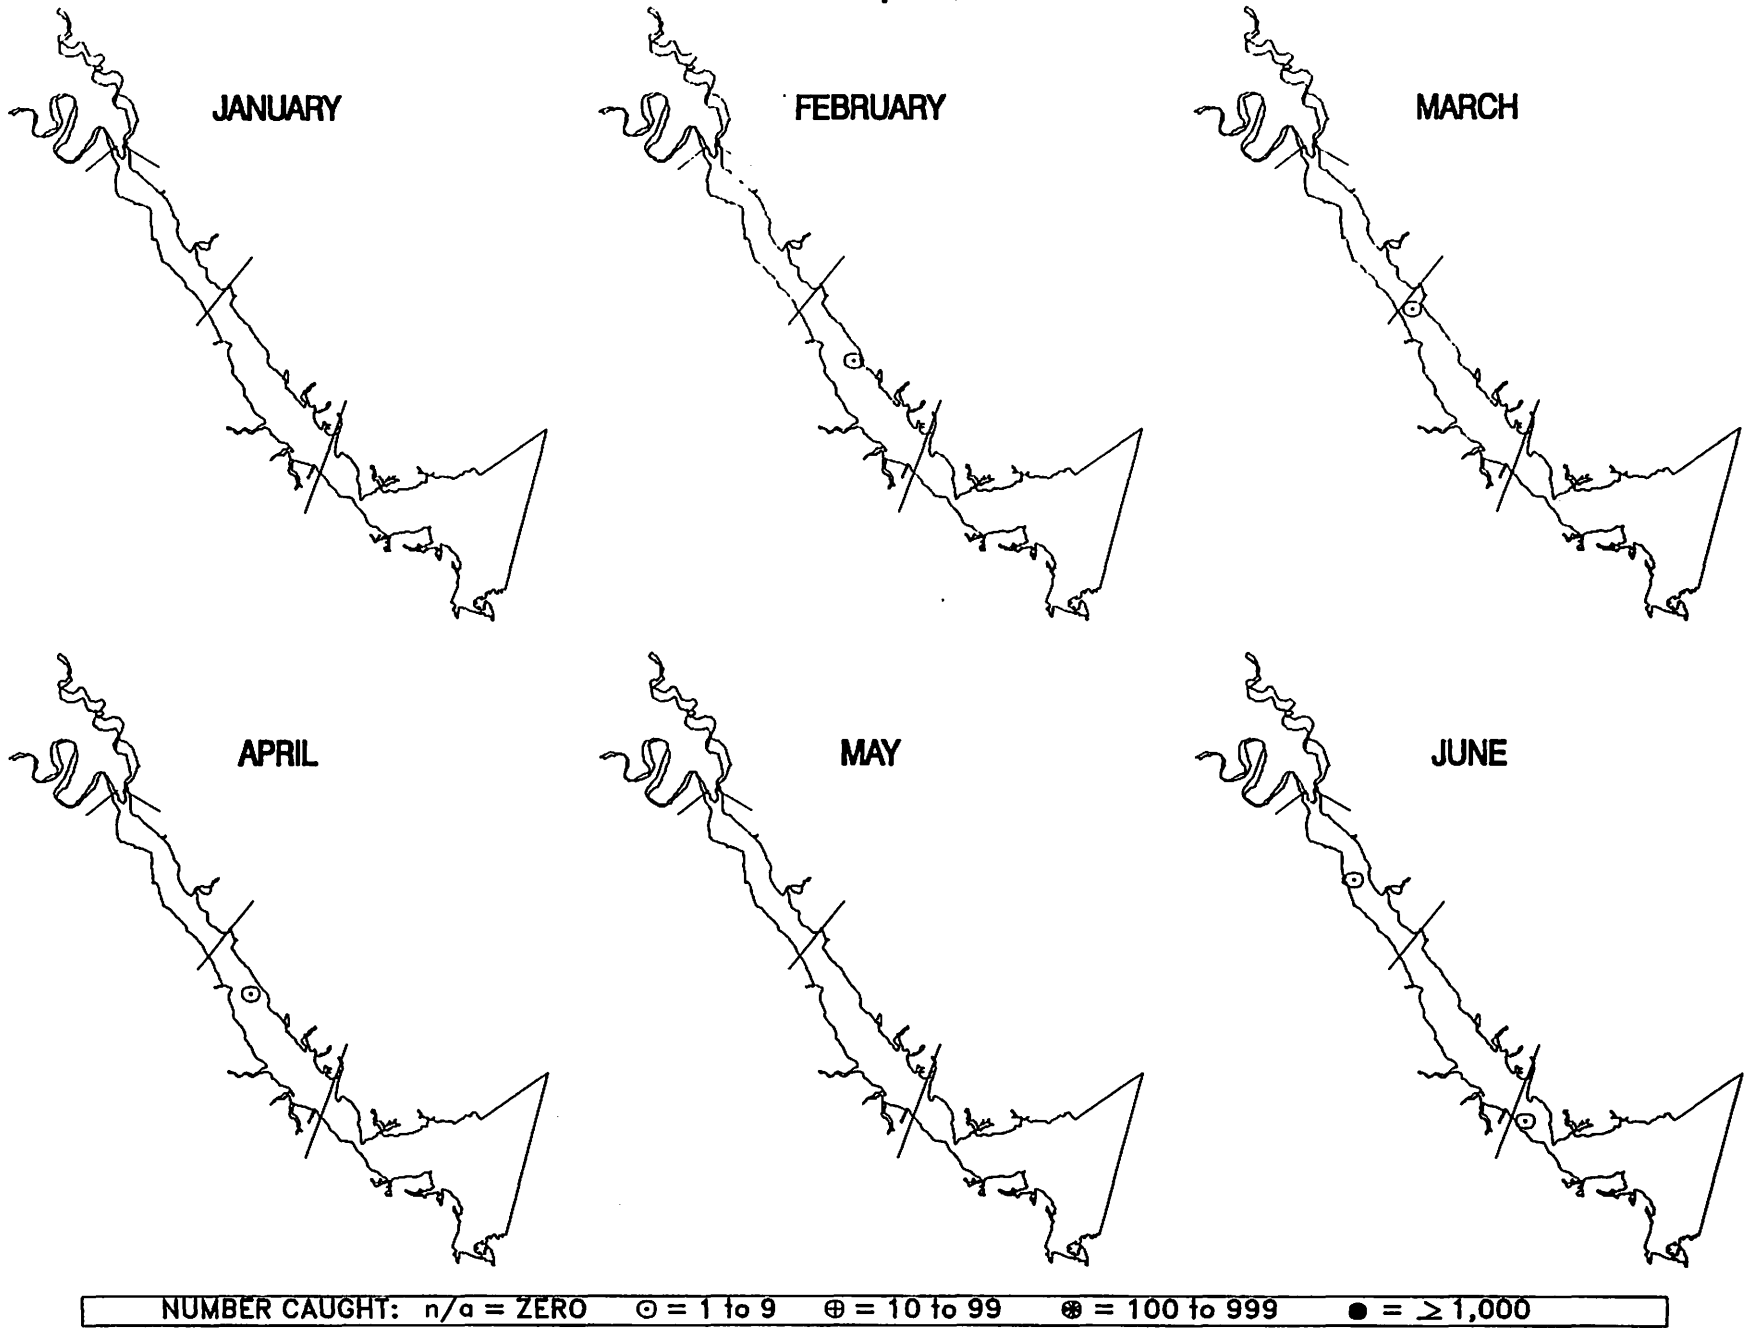 JANUARY
FEBRUARY
MARCH
APRIL
MAY
JUNE
NUMBER CAUGHT: n/a = ZERO ⊙ = 1 to 9 ⊕ = 10 to 99 ⊛ = 100 to 999 ● = ≥ 1,000